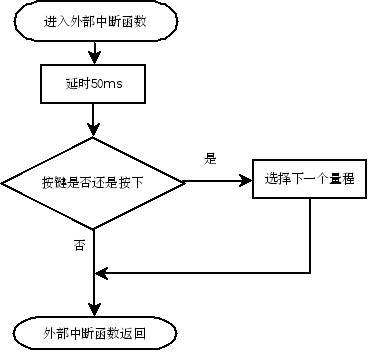 进入外部中断函数
延时50ms
按键是否还是按下
是
选择下一个量程
否
外部中断函数返回